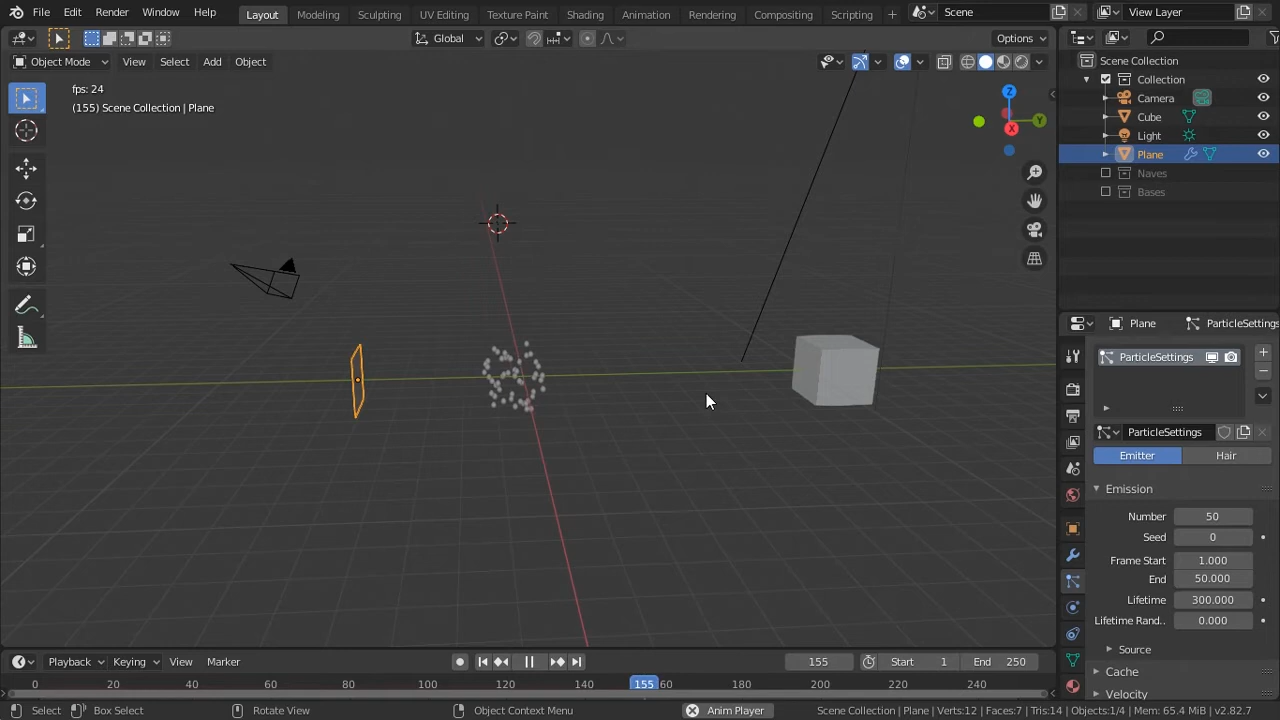 File Edit Render Window Help Layout Modeling Sculpting UV Editing Texture Paint Shading Animation Rendering Compositing Scripting + Scene View Layer
Global Options
Object Mode View Select Add Object
fps: 24
(155) Scene Collection | Plane
Z
Y
X
Scene Collection
Collection
Camera
Cube
Light
Plane
Naves
Bases
Plane ParticleSettings
ParticleSettings
ParticleSettings
Emitter Hair
Emission
Number 50
Seed 0
Frame Start 1.000
End 50.000
Lifetime 300.000
Lifetime Rand.. 0.000
Source
Cache
Velocity
Playback Keying View Marker 155 Start 1 End 250
0 20 40 60 80 100 120 140 155 60 180 200 220 240
Select Box Select Rotate View Object Context Menu Anim Player Scene Collection | Plane | Verts:12 | Faces:7 | Tris:14 | Objects:1/4 | Mem: 65.4 MiB | v2.82.7